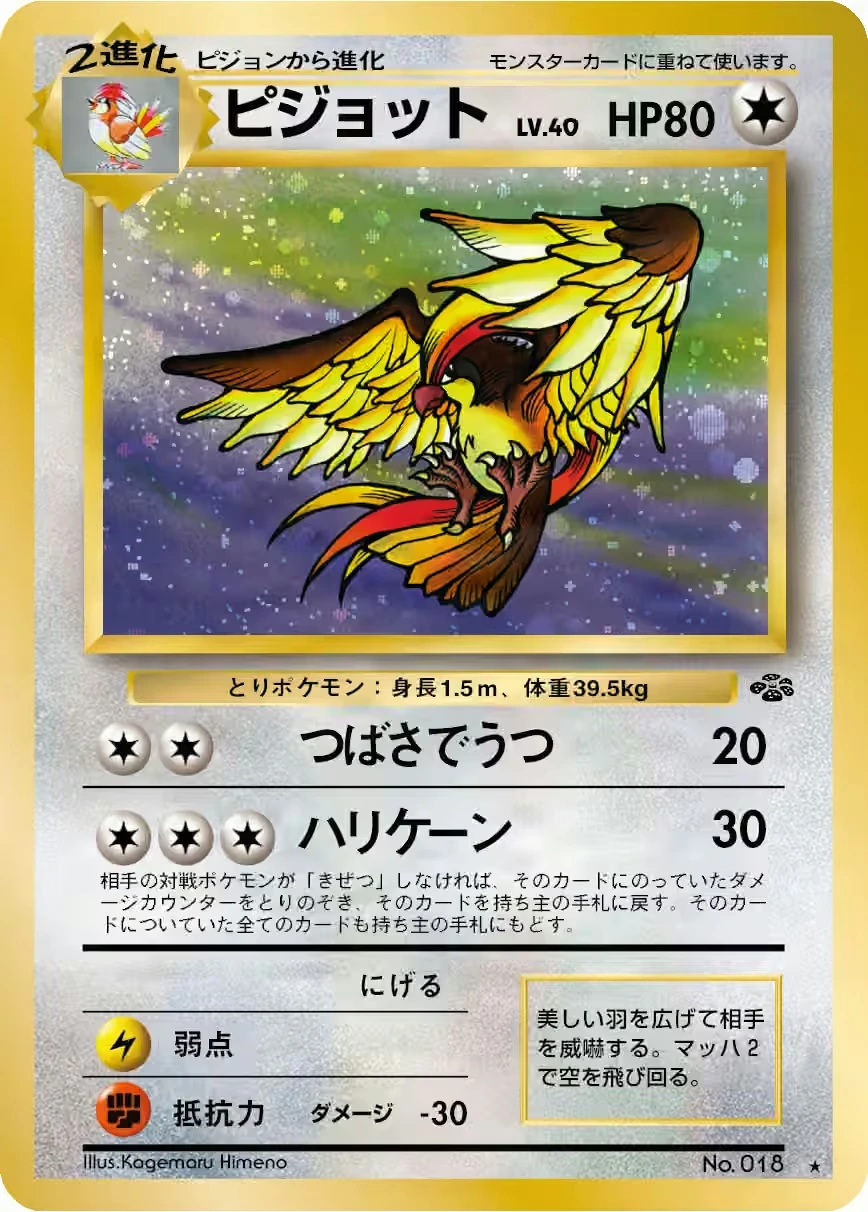 2進化 ピジョンから進化 モンスターカードに重ねて使います。
ピジョット LV.40 HP80
とりポケモン：身長1.5m、体重39.5kg
つばさでうつ 20
ハリケーン 30
相手の対戦ポケモンが「きぜつ」しなければ、そのカードにのっていたダメ
ージカウンターをとりのぞき、そのカードを持ち主の手札に戻す。そのカー
ドについていた全てのカードも持ち主の手札にもどす。
にげる
弱点
抵抗力 ダメージ -30
美しい羽を広げて相手
を威嚇する。マッハ2
で空を飛び回る。
Illus.Kagemaru Himeno No.018 ★